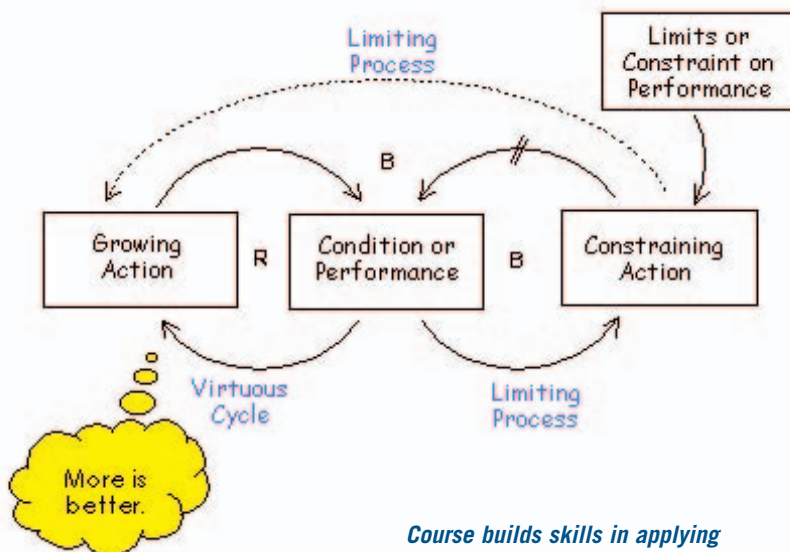 Limiting
Process
Limits or
Constraint on
Performance
B
Growing
Action
R
Condition or
Performance
B
Constraining
Action
Virtuous
Cycle
Limiting
Process
More is
better.
Course builds skills in applying